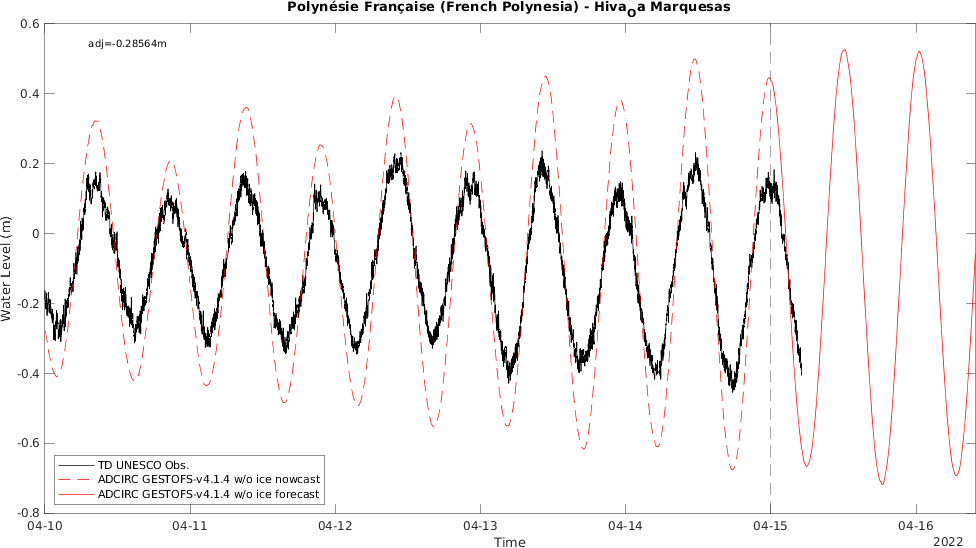 Polynésie Française (French Polynesia) - Hiva_Oa Marquesas
adj=-0.28564m
0.6
0.4
0.2
0
-0.2
-0.4
-0.6
-0.8
Water Level (m)
TD UNESCO Obs.
ADCIRC GESTOFS-v4.1.4 w/o ice nowcast
ADCIRC GESTOFS-v4.1.4 w/o ice forecast
04-10 04-11 04-12 04-13 04-14 04-15 04-16
Time
2022